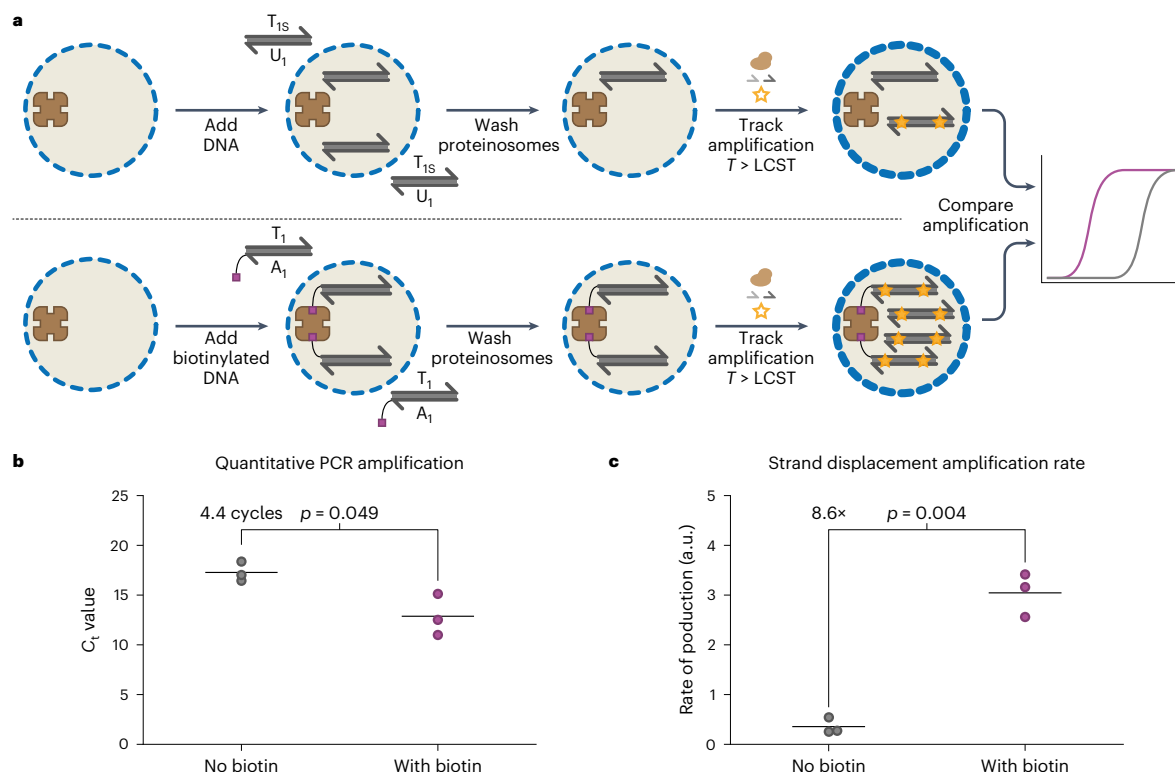 a
T1S
U1
Add
DNA
T1S
U1
Wash
proteinosomes
Track
amplification
T > LCST
Compare
amplification
T1
A1
Add
biotinylated
DNA
T1
A1
Wash
proteinosomes
Track
amplification
T > LCST
b
Quantitative PCR amplification
25
20
15
10
5
0
Ct value
4.4 cycles p = 0.049
No biotin
With biotin
c
Strand displacement amplification rate
5
4
3
2
1
0
Rate of poduction (a.u.)
8.6× p = 0.004
No biotin
With biotin